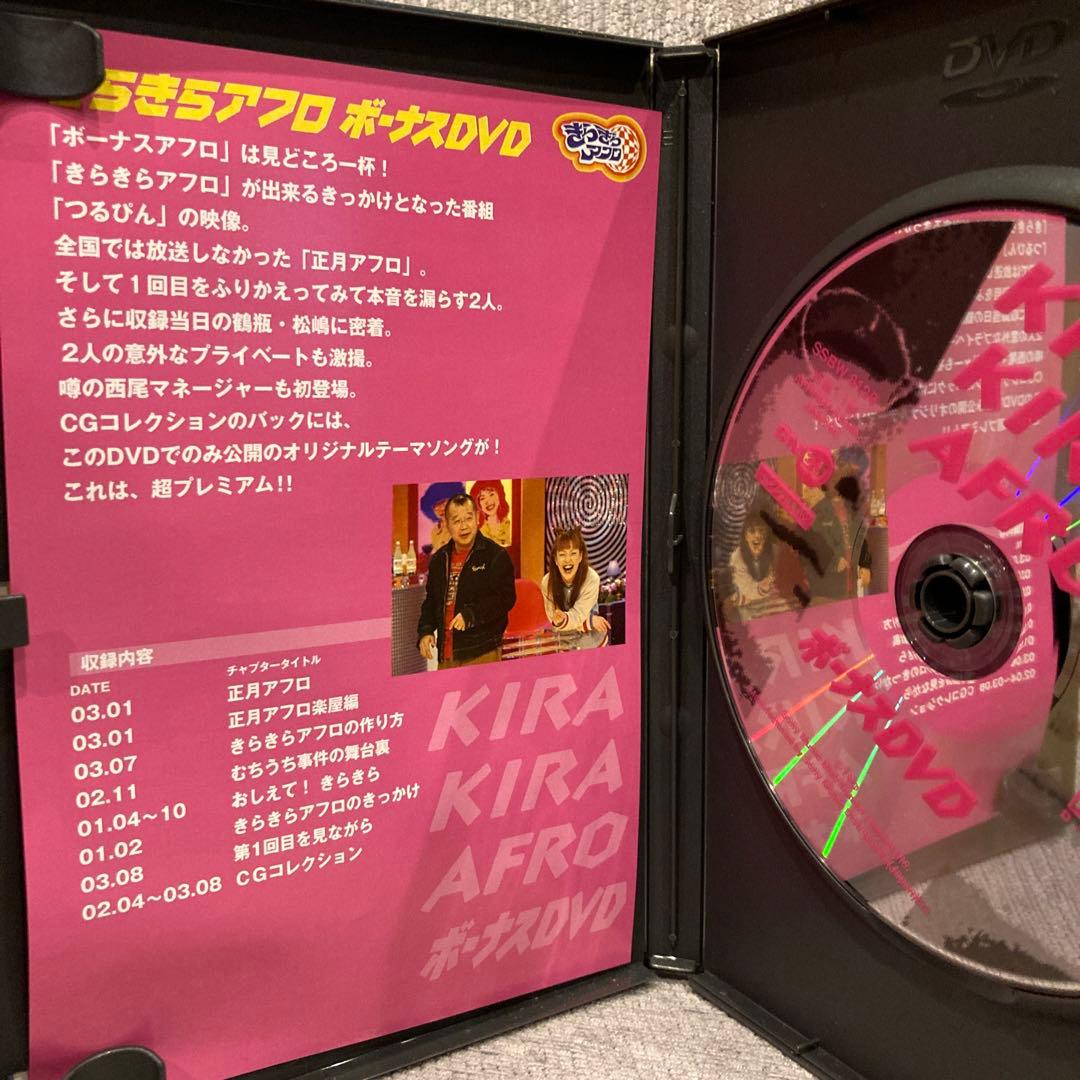 きらきらアフロ ボーナスDVD
きらきら
アフロ
「ボーナスアフロ」は見どころ一杯！
「きらきらアフロ」が出来るきっかけとなった番組
「つるぴん」の映像。
全国では放送しなかった「正月アフロ」。
そして１回目をふりかえってみて本音を漏らす2人。
さらに収録当日の鶴瓶・松嶋に密着。
２人の意外なプライベートも激撮。
噂の西尾マネージャーも初登場。
CGコレクションのバックには、
このDVDでのみ公開のオリジナルテーマソングが！
これは、超プレミアム!!
収録内容
DATE チャプタータイトル
03.01 正月アフロ
03.01 正月アフロ楽屋編
03.07 きらきらアフロの作り方
02.11 むちうち事件の舞台裏
01.04〜10 おしえて！ きらきら
01.02 きらきらアフロのきっかけ
03.08 第1回目を見ながら
02.04〜03.08 CGコレクション
KIRA
KIRA
AFRO
ボーナスDVD
DVD
AFRO
ボーナスDVD